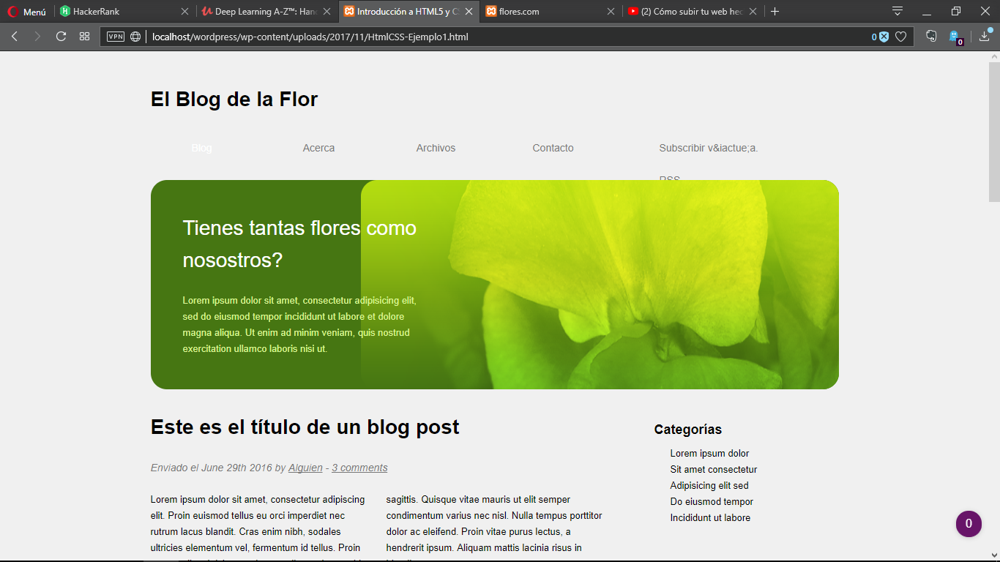 Menú
HackerRank
Deep Learning A-Z™: Han
Introducción a HTML5 y C
flores.com
(2) Cómo subir tu web hec
VPN
localhost/wordpress/wp-content/uploads/2017/11/HtmlCSS-Ejemplo1.html
0
0
El Blog de la Flor
Blog
Acerca
Archivos
Contacto
Subscribir v&iactue;a.
RSS
Tienes tantas flores como
nosostros?
Lorem ipsum dolor sit amet, consectetur adipisicing elit,
sed do eiusmod tempor incididunt ut labore et dolore
magna aliqua. Ut enim ad minim veniam, quis nostrud
exercitation ullamco laboris nisi ut.
Este es el título de un blog post
Enviado el June 29th 2016 by Alguien - 3 comments
Lorem ipsum dolor sit amet, consectetur adipiscing
elit. Proin euismod tellus eu orci imperdiet nec
rutrum lacus blandit. Cras enim nibh, sodales
ultricies elementum vel, fermentum id tellus. Proin
sagittis. Quisque vitae mauris ut elit semper
condimentum varius nec nisl. Nulla tempus porttitor
dolor ac eleifend. Proin vitae purus lectus, a
hendrerit ipsum. Aliquam mattis lacinia risus in
Categorías
Lorem ipsum dolor
Sit amet consectetur
Adipisicing elit sed
Do eiusmod tempor
Incididunt ut labore
0